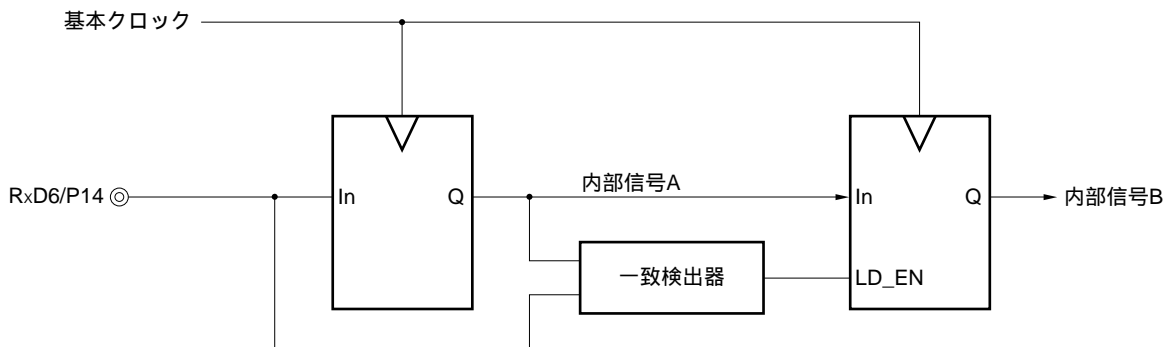 基本クロック
RxD6/P14
In
Q
内部信号A
In
Q
内部信号B
一致検出器
LD_EN